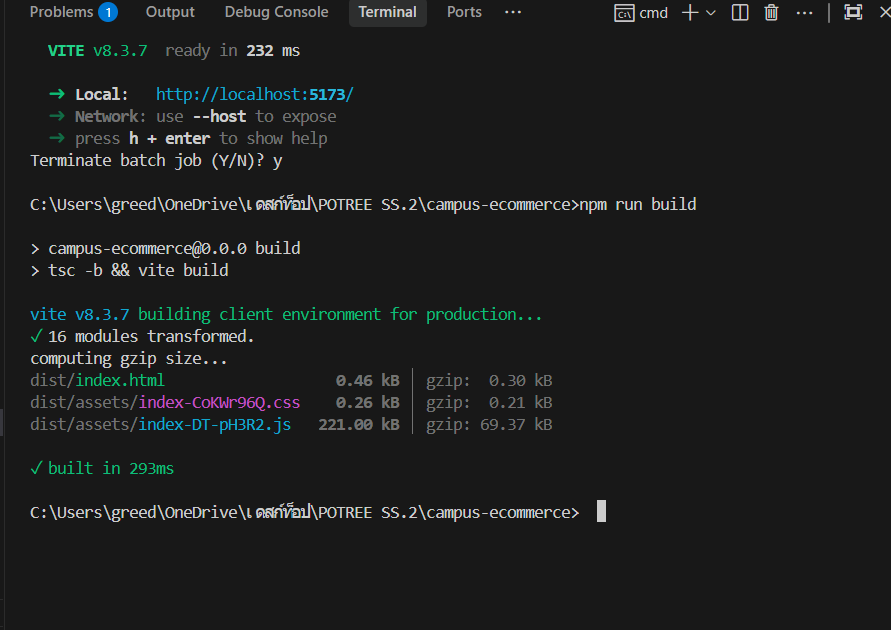 Problems 1 Output Debug Console Terminal Ports ... cmd
VITE v8.3.7 ready in 232 ms
➜ Local: http://localhost:5173/
➜ Network: use --host to expose
➜ press h + enter to show help
Terminate batch job (Y/N)? y
C:\Users\greed\OneDrive\เดสก์ท็อป\POTREE SS.2\campus-ecommerce>npm run build
> campus-ecommerce@0.0.0 build
> tsc -b && vite build
vite v8.3.7 building client environment for production...
✓ 16 modules transformed.
computing gzip size...
dist/index.html 0.46 kB │ gzip: 0.30 kB
dist/assets/index-CoKWr96Q.css 0.26 kB │ gzip: 0.21 kB
dist/assets/index-DT-pH3R2.js 221.00 kB │ gzip: 69.37 kB
✓ built in 293ms
C:\Users\greed\OneDrive\เดสก์ท็อป\POTREE SS.2\campus-ecommerce>